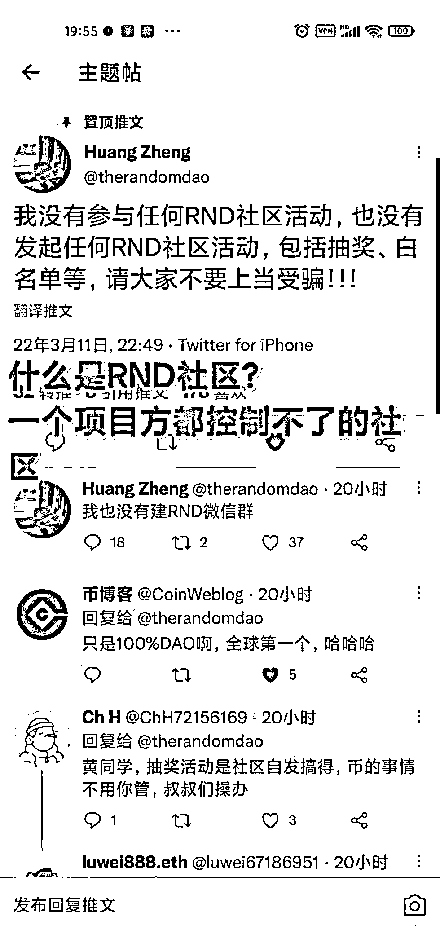 19:55
100
主题帖
置顶推文
Huang Zheng
@therandomdao
我没有参与任何RND社区活动，也没有
发起任何RND社区活动，包括抽奖、白
名单等，请大家不要上当受骗！！！
翻译推文
22年3月11日, 22:49 · Twitter for iPhone
什么是RND社区?
一个项目方都控制不了的社
区
Huang Zheng @therandomdao · 20小时
我也没有建RND微信群
18 2 37
币博客 @CoinWeblog · 20小时
回复给 @therandomdao
只是100%DAO啊，全球第一个，哈哈哈
5
Ch H @ChH72156169 · 20小时
回复给 @therandomdao
黄同学，抽奖活动是社区自发搞得，币的事情
不用你管，叔叔们操办
1 3
luwei888.eth @luwei67186951 · 20小时
发布回复推文